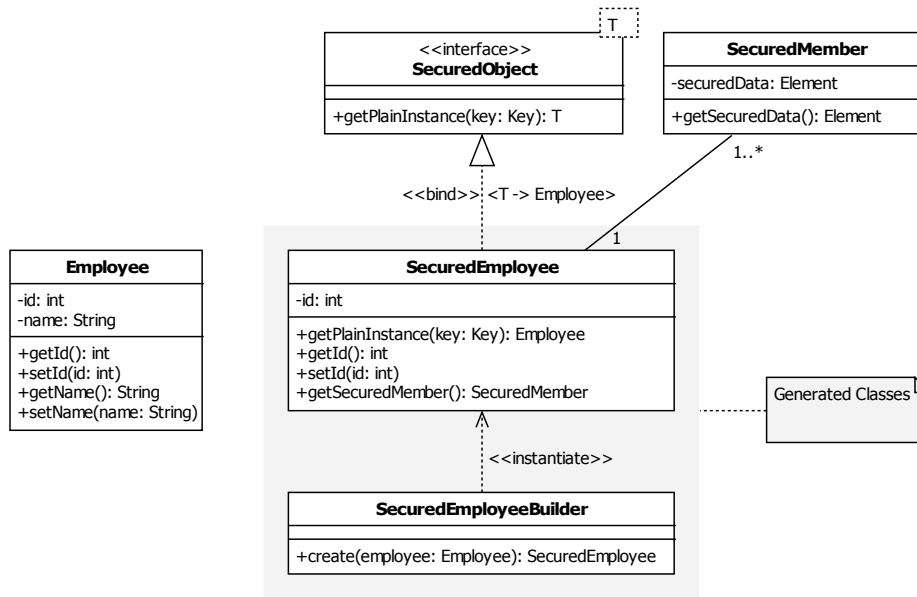 T
<<interface>>
SecuredObject
+getPlainInstance(key: Key): T
SecuredMember
-securedData: Element
+getSecuredData(): Element
1..*
<<bind>> <T -> Employee>
1
Employee
-id: int
-name: String
+getId(): int
+setId(id: int)
+getName(): String
+setName(name: String)
SecuredEmployee
-id: int
+getPlainInstance(key: Key): Employee
+getId(): int
+setId(id: int)
+getSecuredMember(): SecuredMember
Generated Classes
<<instantiate>>
SecuredEmployeeBuilder
+create(employee: Employee): SecuredEmployee